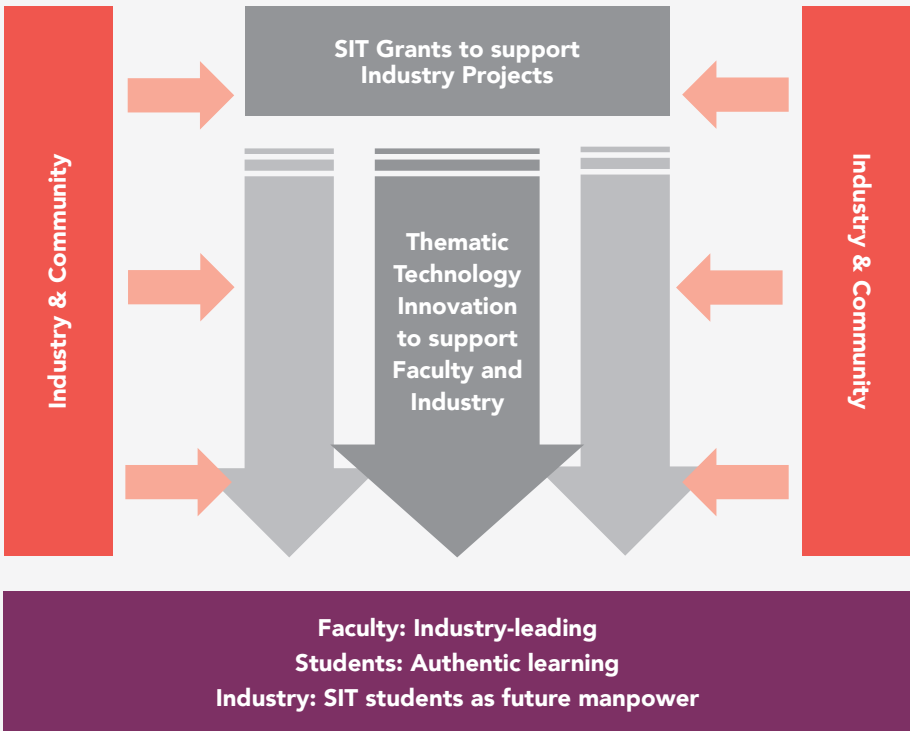 SIT Grants to support
Industry Projects
Industry & Community
Thematic
Technology
Innovation
to support
Faculty and
Industry
Industry & Community
Faculty: Industry-leading
Students: Authentic learning
Industry: SIT students as future manpower